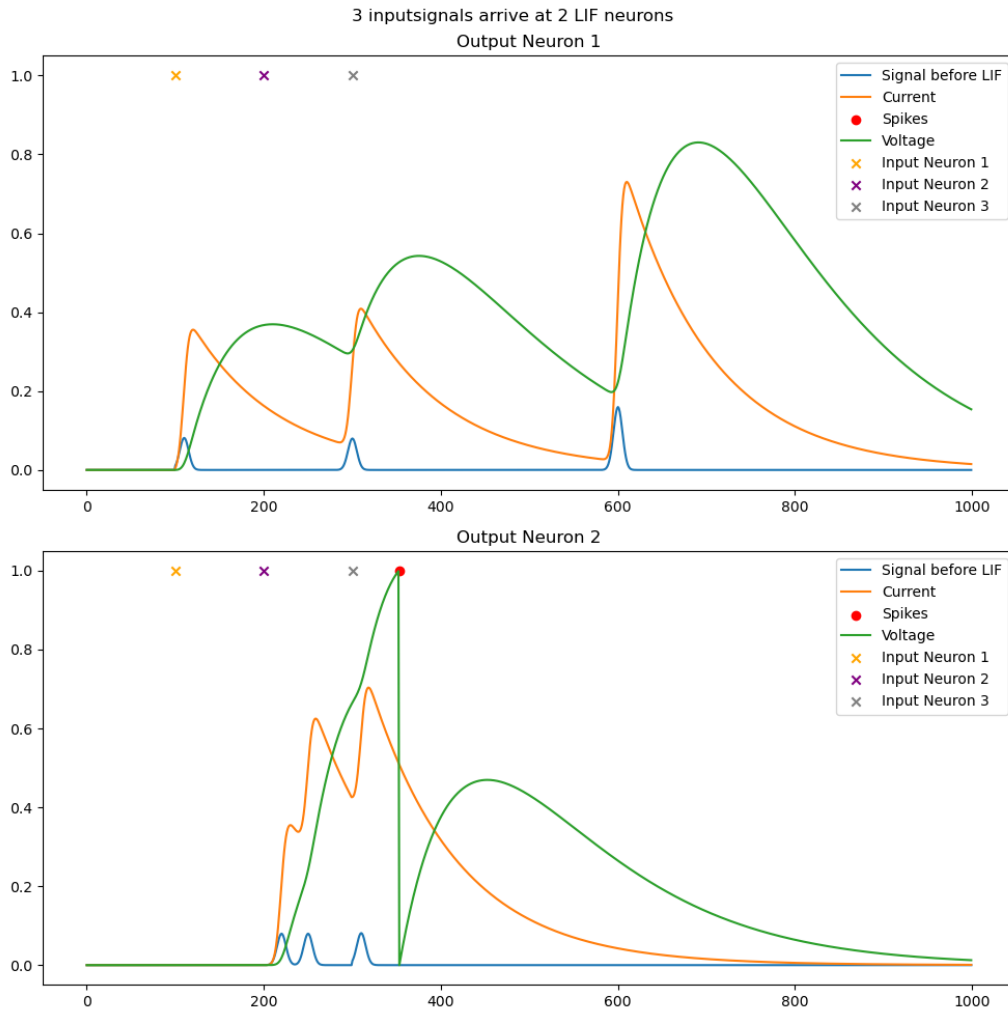 3 inputsignals arrive at 2 LIF neurons
Output Neuron 1
1.0
0.8
0.6
0.4
0.2
0.0
0
200
400
600
800
1000
Signal before LIF
Current
Spikes
Voltage
Input Neuron 1
Input Neuron 2
Input Neuron 3
Output Neuron 2
1.0
0.8
0.6
0.4
0.2
0.0
0
200
400
600
800
1000
Signal before LIF
Current
Spikes
Voltage
Input Neuron 1
Input Neuron 2
Input Neuron 3